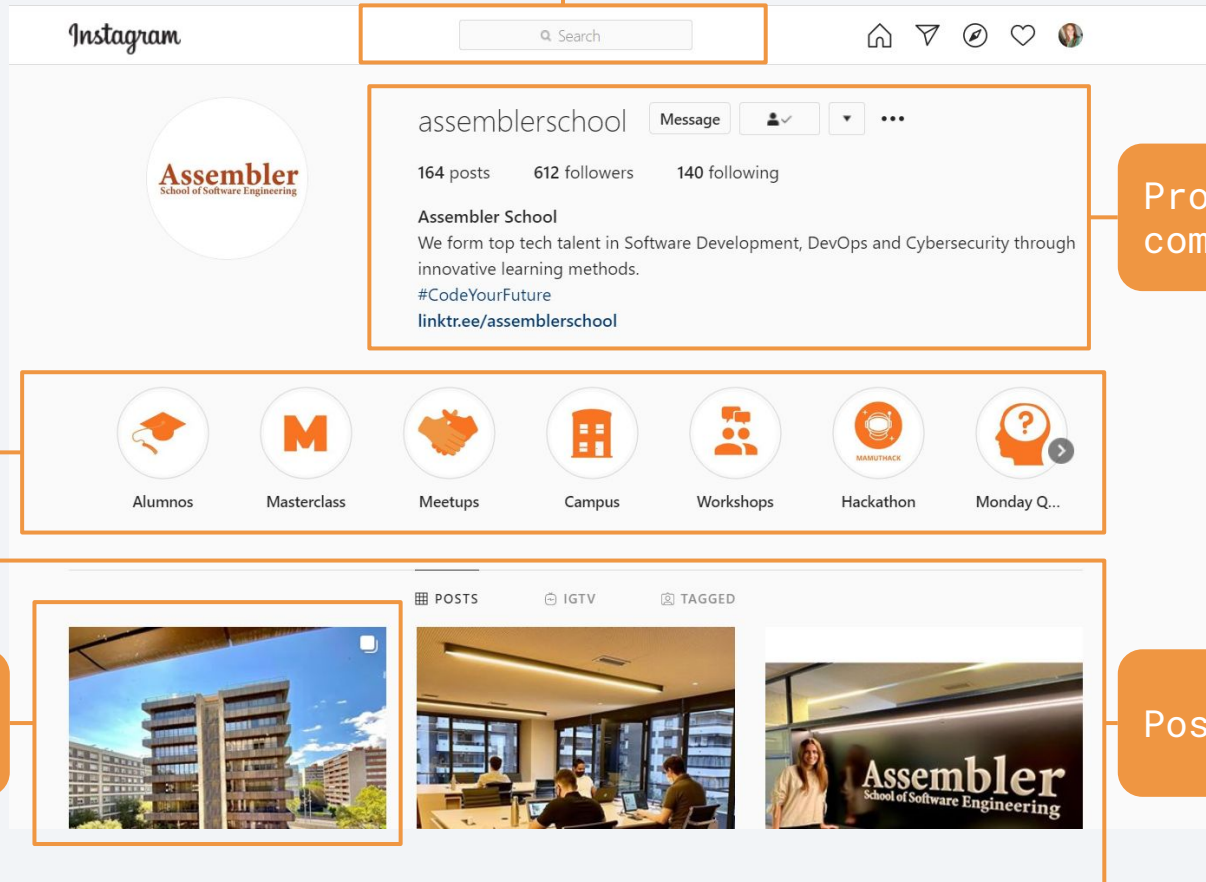 Instagram
Search
assemblerschool Message
164 posts 612 followers 140 following
Assembler
School of Software Engineering
Assembler School
We form top tech talent in Software Development, DevOps and Cybersecurity through
innovative learning methods.
#CodeYourFuture
linktr.ee/assemblerschool
Pro
com
MAMUTHACK
Alumnos Masterclass Meetups Campus Workshops Hackathon Monday Q...
POSTS IGTV TAGGED
Assembler
School of Software Engineering
Pos